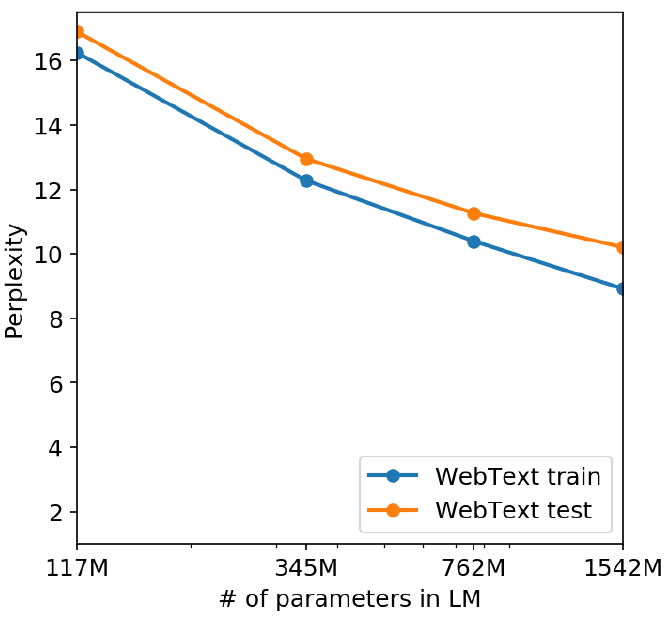 16
14
12
10
8
6
4
2
Perplexity
WebText train
WebText test
117M 345M 762M 1542M
# of parameters in LM